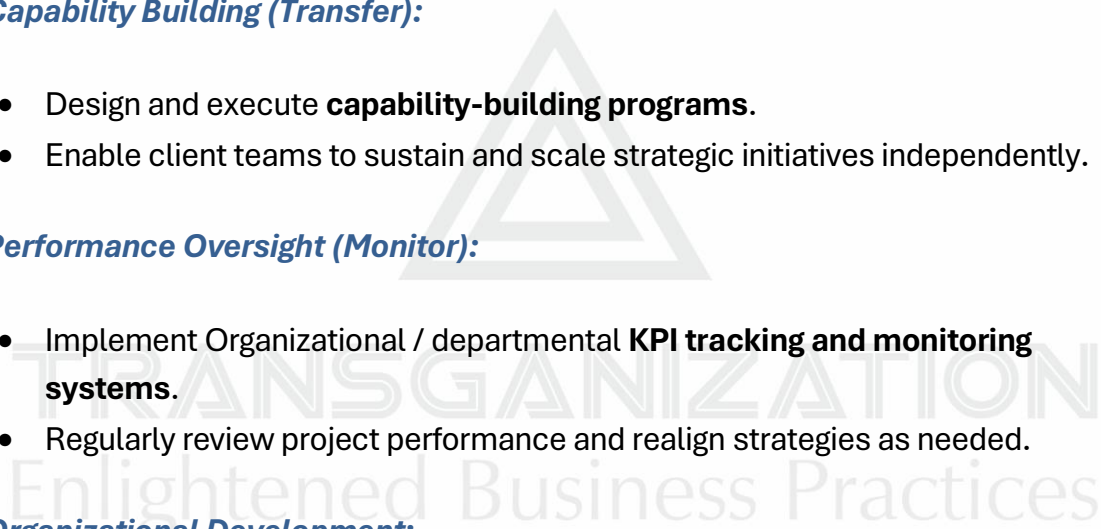 Capability Building (Transfer):
• Design and execute capability-building programs.
• Enable client teams to sustain and scale strategic initiatives independently.
Performance Oversight (Monitor):
• Implement Organizational / departmental KPI tracking and monitoring
systems.
• Regularly review project performance and realign strategies as needed.
TRANSGANIZATION
Enlightened Business Practices
Organizational Development: